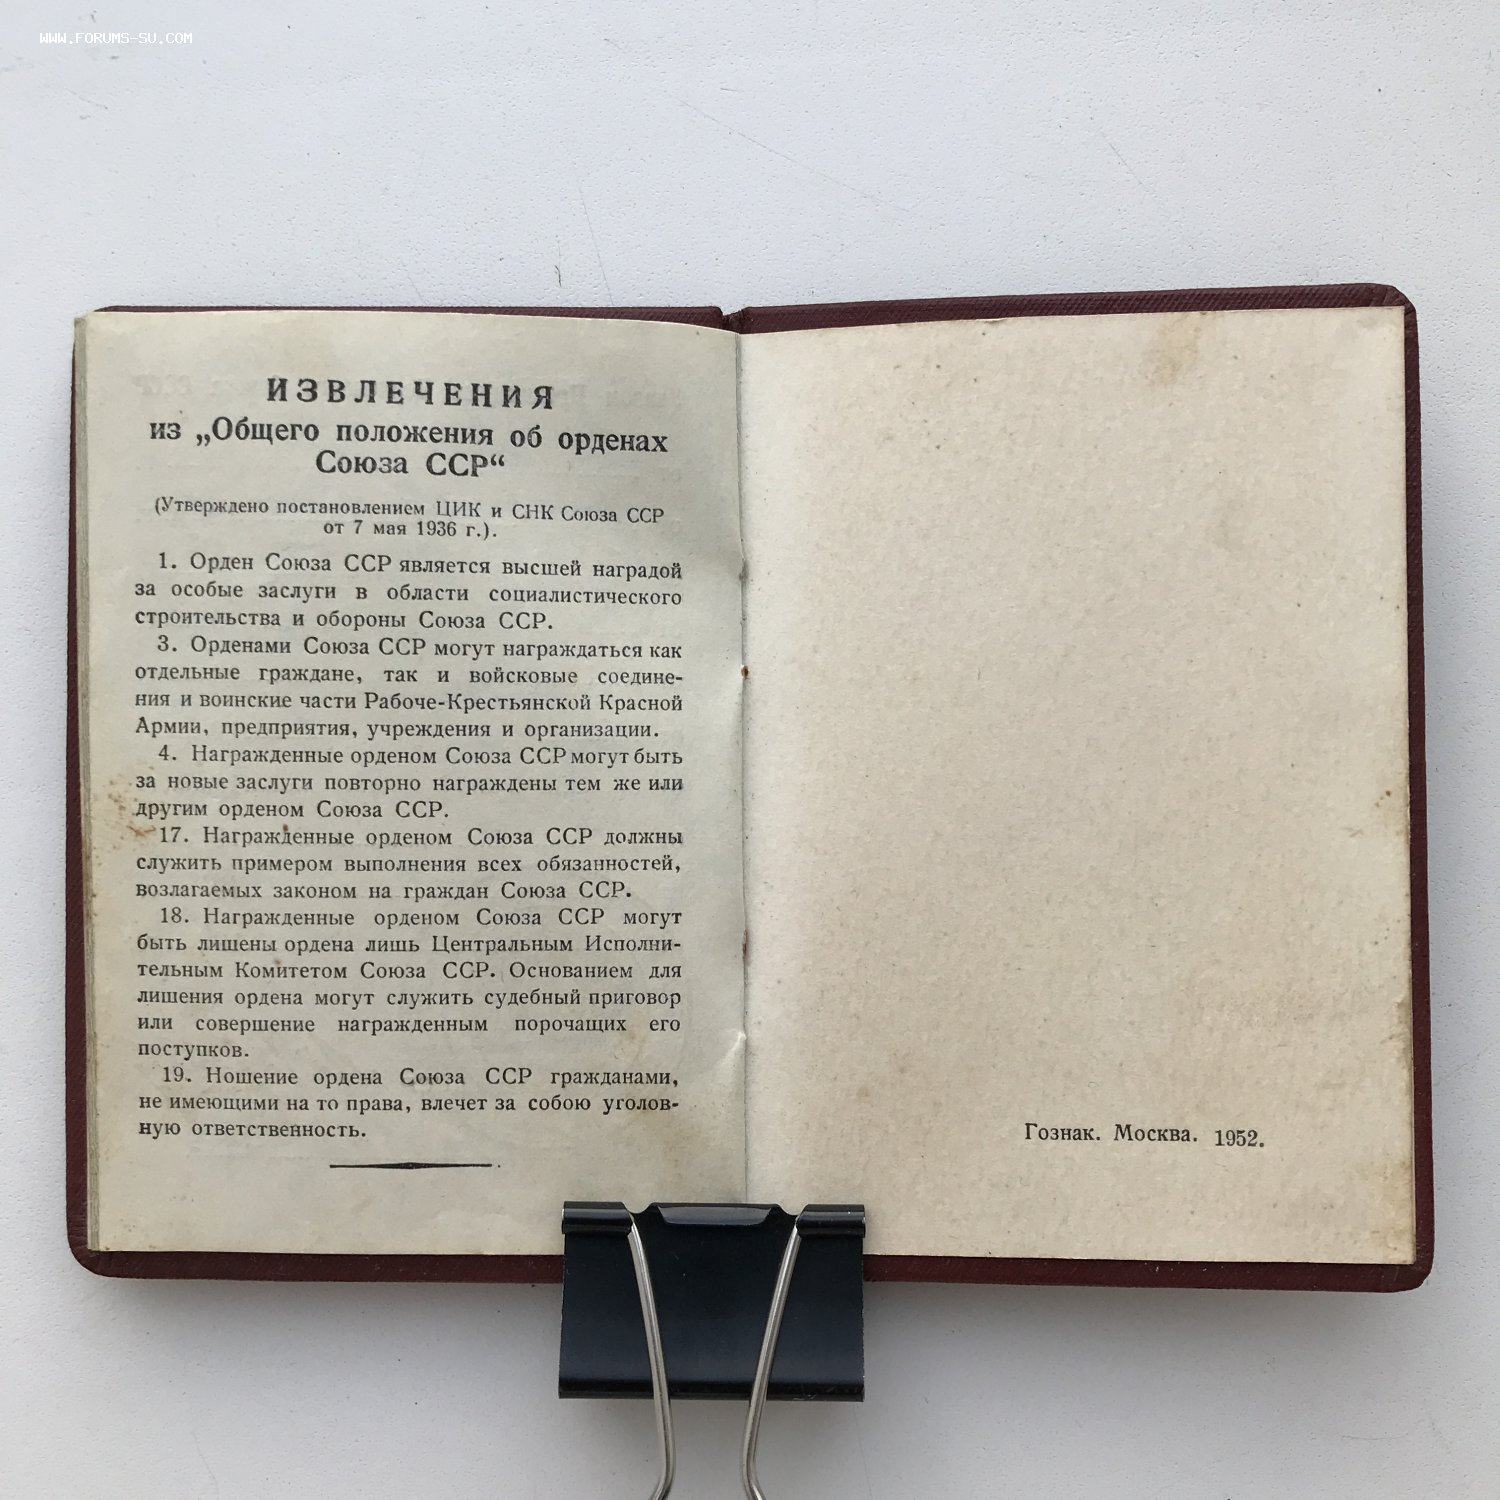 WWW.FORUMS-SU.COM
ИЗВЛЕЧЕНИЯ
из „Общего положения об орденах
Союза ССР“
(Утверждено постановлением ЦИК и СНК Союза ССР
от 7 мая 1936 г.).
1. Орден Союза ССР является высшей наградой
за особые заслуги в области социалистического
строительства и обороны Союза ССР.
3. Орденами Союза ССР могут награждаться как
отдельные граждане, так и войсковые соедине-
ния и воинские части Рабоче-Крестьянской Красной
Армии, предприятия, учреждения и организации.
4. Награжденные орденом Союза ССР могут быть
за новые заслуги повторно награждены тем же или
другим орденом Союза ССР.
17. Награжденные орденом Союза ССР должны
служить примером выполнения всех обязанностей,
возлагаемых законом на граждан Союза ССР.
18. Награжденные орденом Союза ССР могут
быть лишены ордена лишь Центральным Исполни-
тельным Комитетом Союза ССР. Основанием для
лишения ордена могут служить судебный приговор
или совершение награжденным порочащих его
поступков.
19. Ношение ордена Союза ССР гражданами,
не имеющими на то права, влечет за собою уголов-
ную ответственность.
Гознак. Москва. 1952.